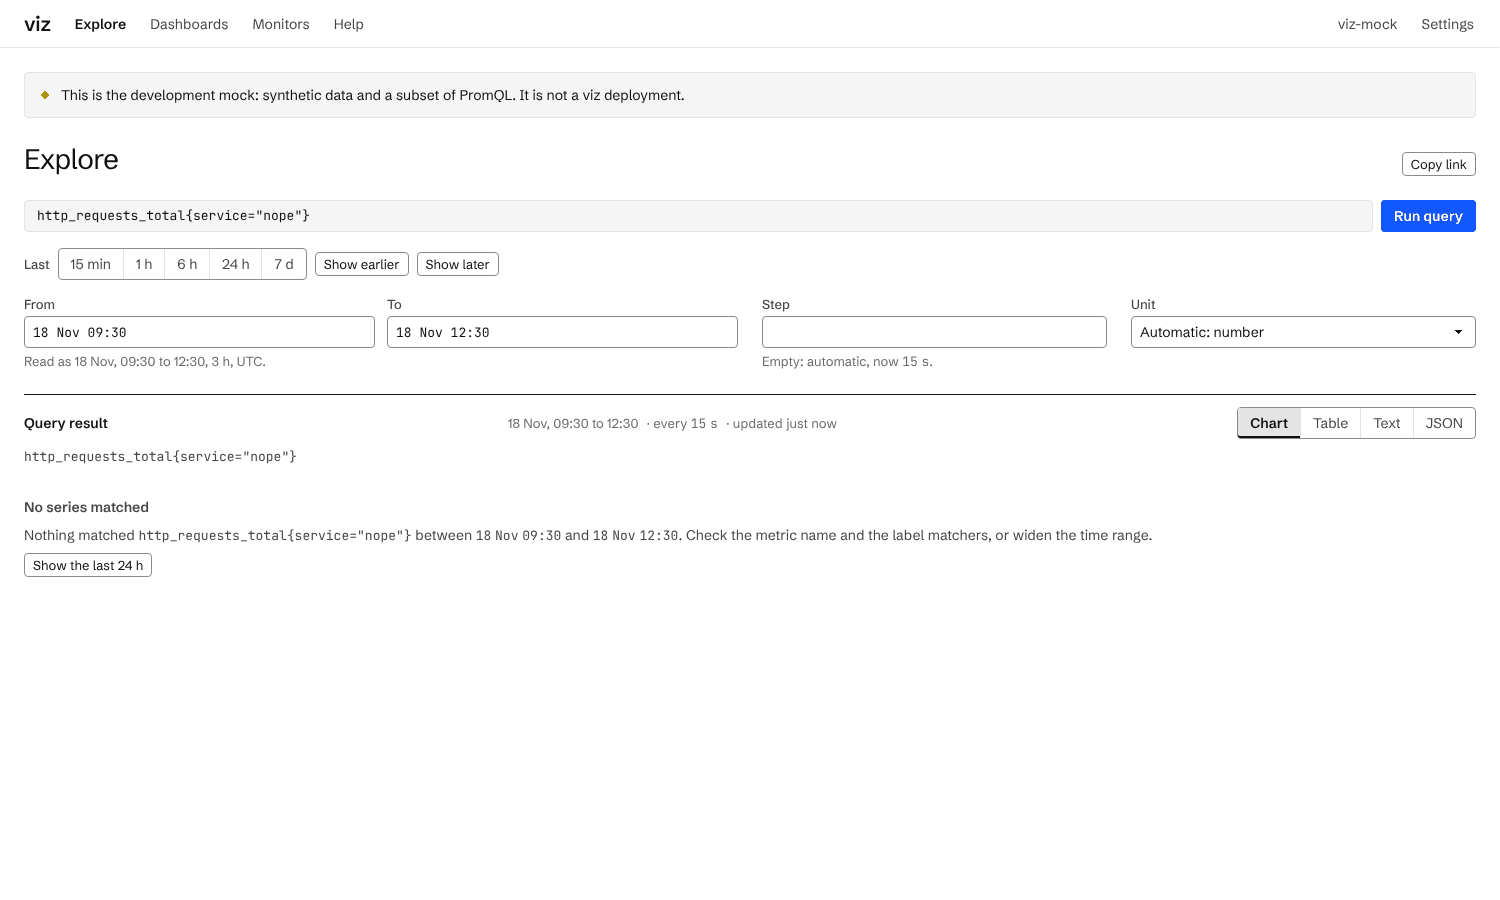 viz Explore Dashboards Monitors Help viz-mock Settings
This is the development mock: synthetic data and a subset of PromQL. It is not a viz deployment.
Explore
Copy link
http_requests_total{service="nope"}
Run query
Last 15 min 1 h 6 h 24 h 7 d Show earlier Show later
From To Step Unit
18 Nov 09:30 18 Nov 12:30 Automatic: number
Read as 18 Nov, 09:30 to 12:30, 3 h, UTC. Empty: automatic, now 15 s.
Query result 18 Nov, 09:30 to 12:30 · every 15 s · updated just now Chart Table Text JSON
http_requests_total{service="nope"}
No series matched
Nothing matched http_requests_total{service="nope"} between 18 Nov 09:30 and 18 Nov 12:30. Check the metric name and the label matchers, or widen the time range.
Show the last 24 h